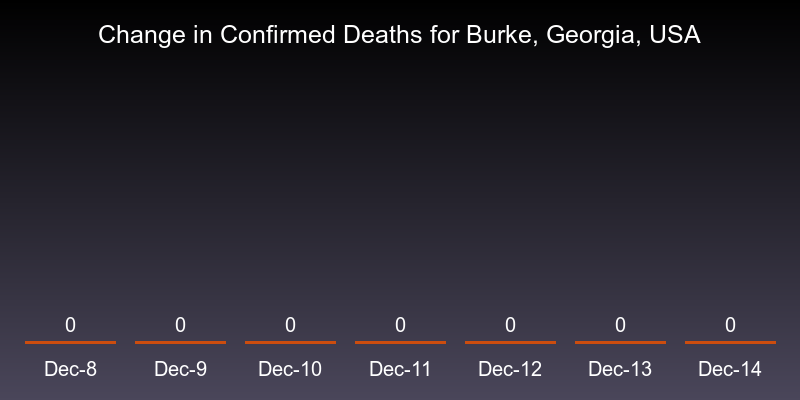 Change in Confirmed Deaths for Burke, Georgia, USA
0 0 0 0 0 0 0
Dec-8 Dec-9 Dec-10 Dec-11 Dec-12 Dec-13 Dec-14